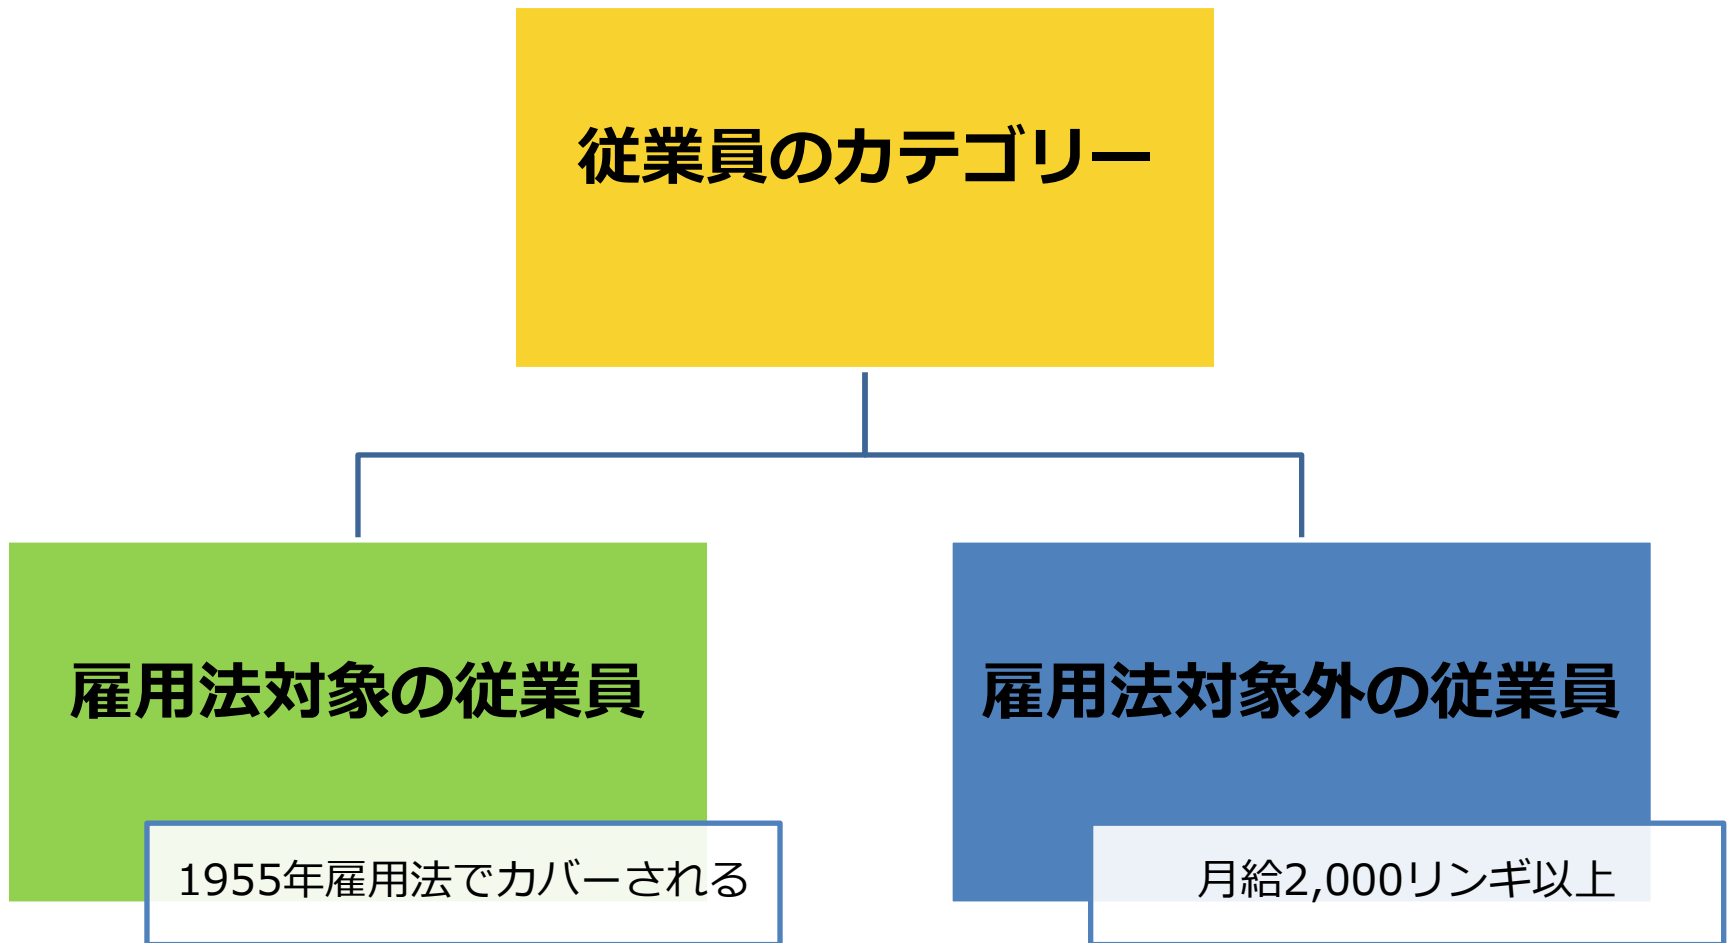 従業員のカテゴリー
雇用法対象の従業員
1955年雇用法でカバーされる
雇用法対象外の従業員
月給2,000リンギ以上